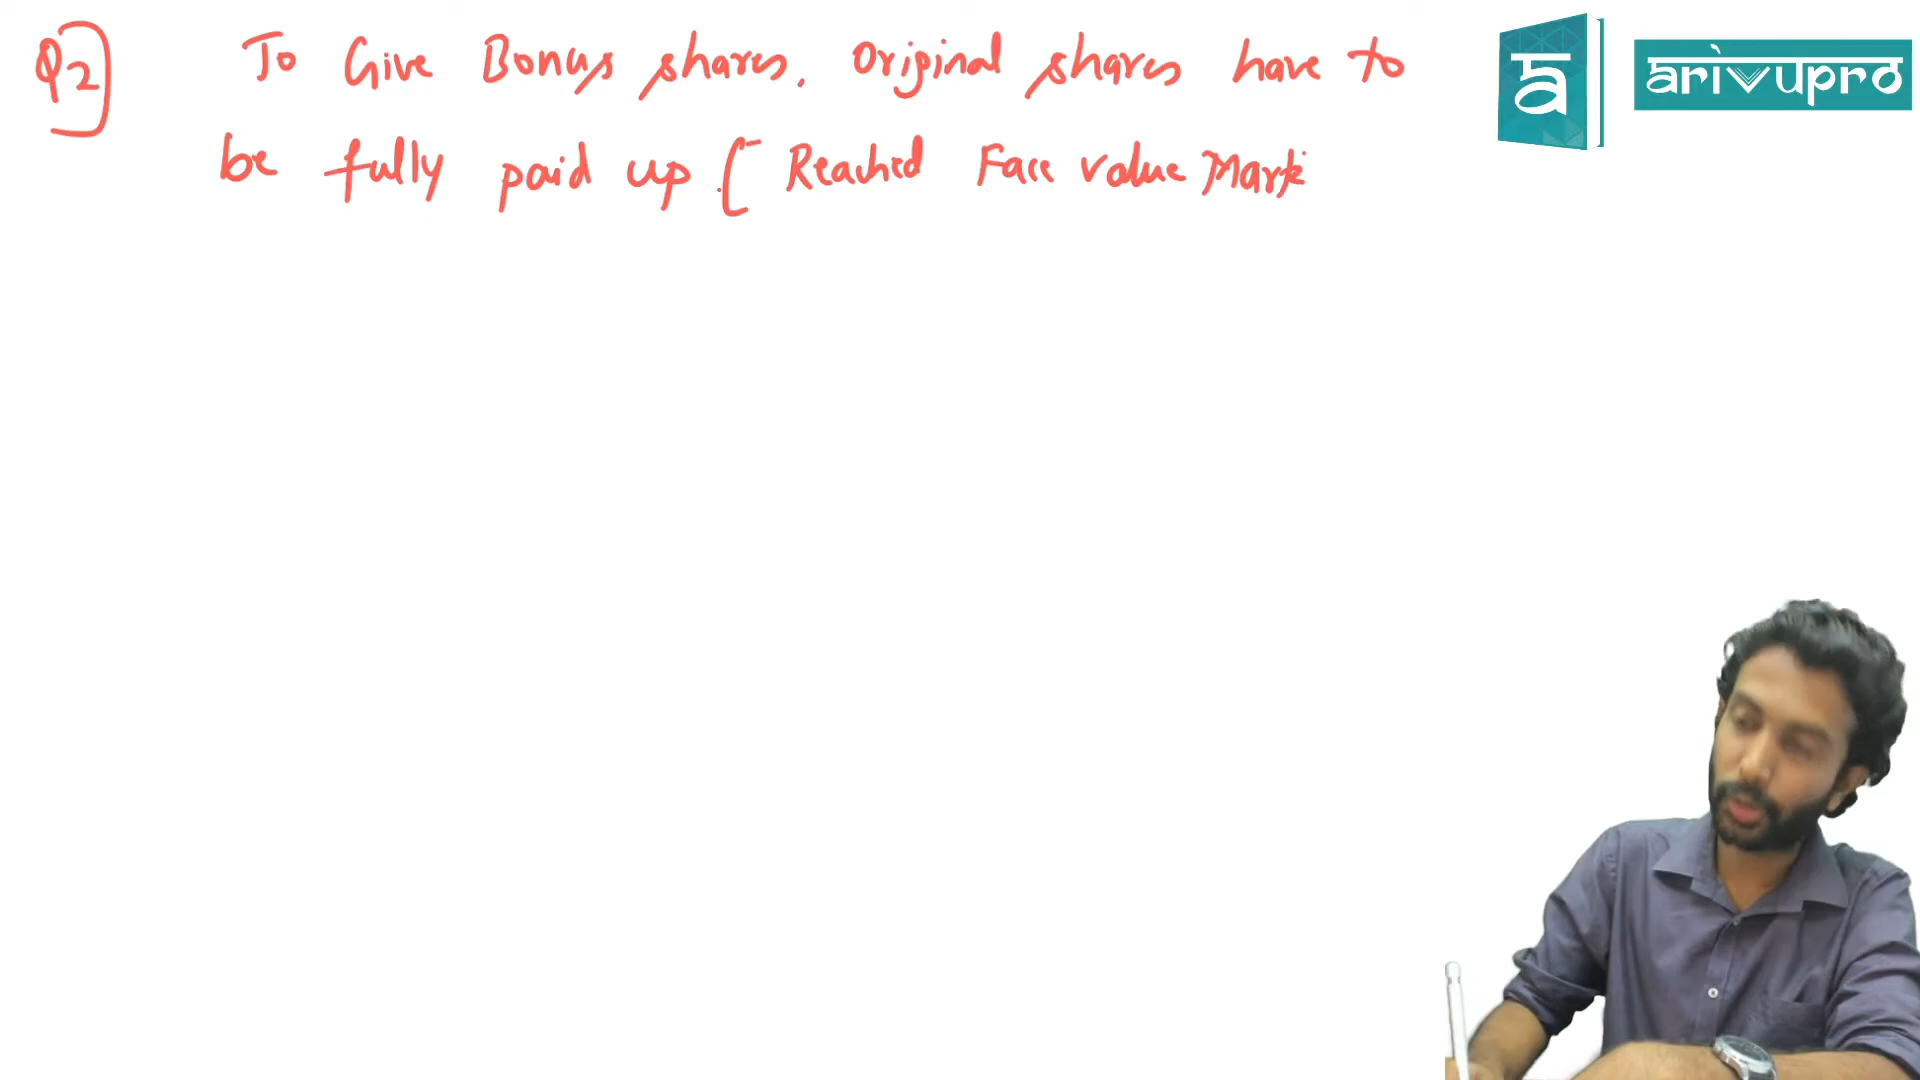 Q2] To Give Bonus shares. Original shares have to
be fully paid up [ Reached Face value Mark
a arivupro